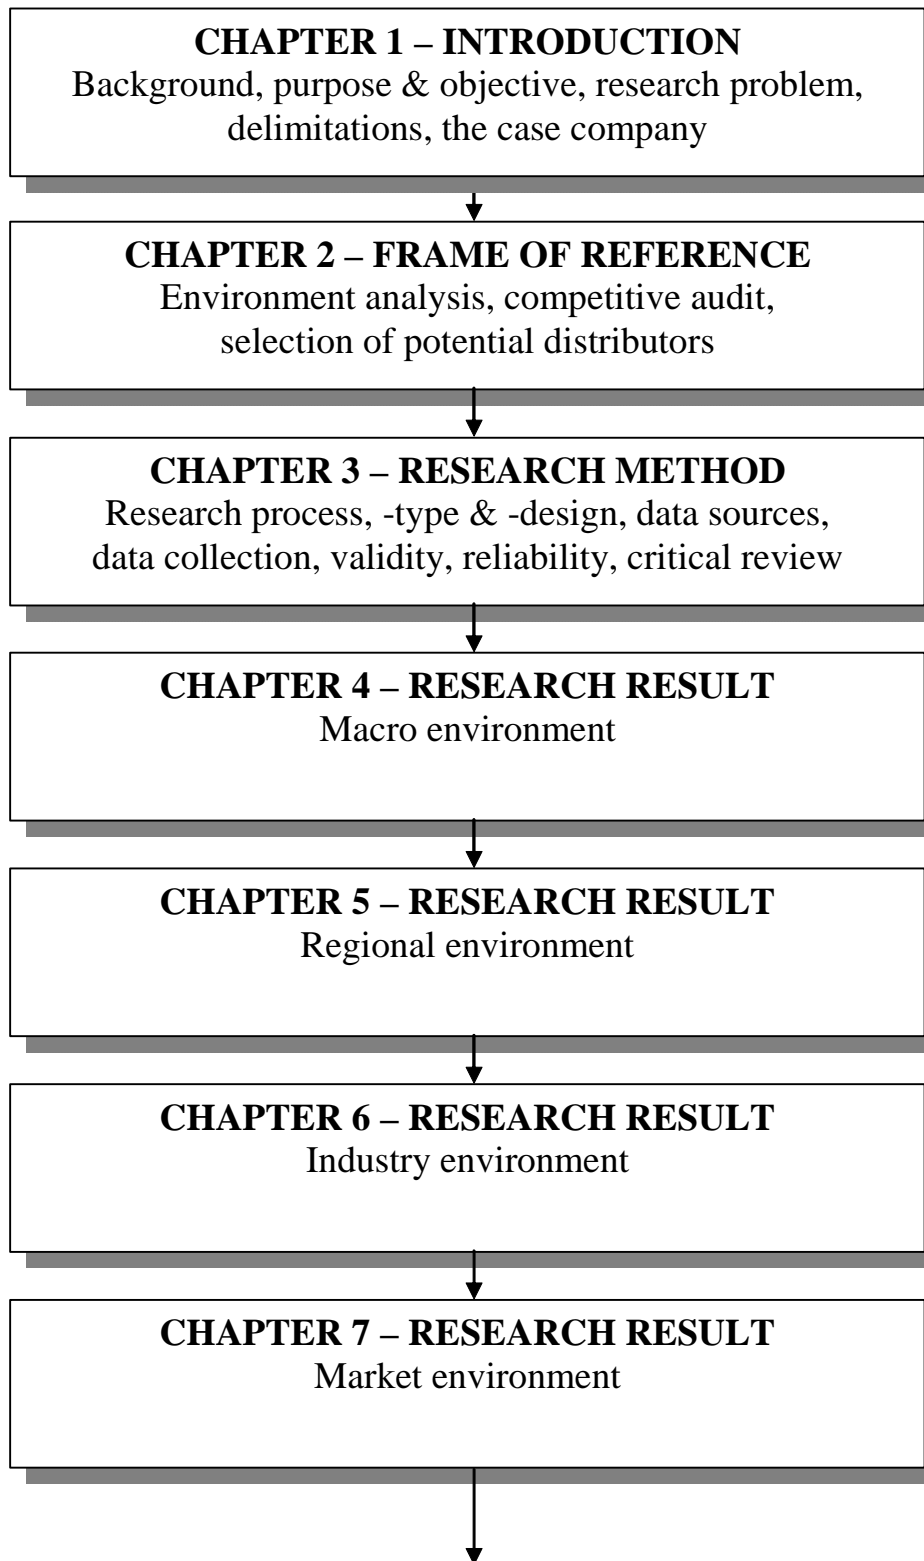 CHAPTER 1 – INTRODUCTION
Background, purpose & objective, research problem,
delimitations, the case company
CHAPTER 2 – FRAME OF REFERENCE
Environment analysis, competitive audit,
selection of potential distributors
CHAPTER 3 – RESEARCH METHOD
Research process, -type & -design, data sources,
data collection, validity, reliability, critical review
CHAPTER 4 – RESEARCH RESULT
Macro environment
CHAPTER 5 – RESEARCH RESULT
Regional environment
CHAPTER 6 – RESEARCH RESULT
Industry environment
CHAPTER 7 – RESEARCH RESULT
Market environment